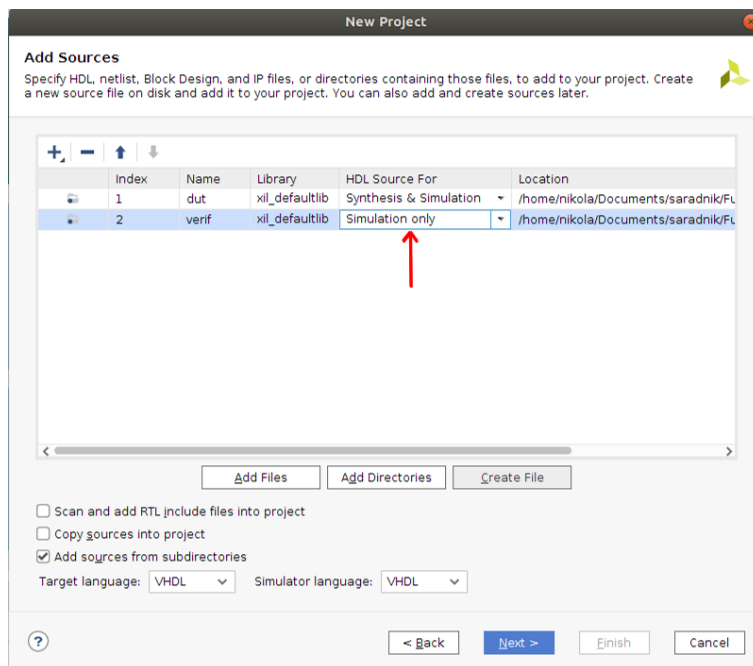 New Project
Add Sources
Specify HDL, netlist, Block Design, and IP files, or directories containing those files, to add to your project. Create
a new source file on disk and add it to your project. You can also add and create sources later.
Index Name Library HDL Source For Location
1 dut xil_defaultlib Synthesis & Simulation /home/nikola/Documents/saradnik/Fu
2 verif xil_defaultlib Simulation only /home/nikola/Documents/saradnik/Fu
Add Files Add Directories Create File
Scan and add RTL include files into project
Copy sources into project
Add sources from subdirectories
Target language: VHDL Simulator language: VHDL
? < Back Next > Finish Cancel